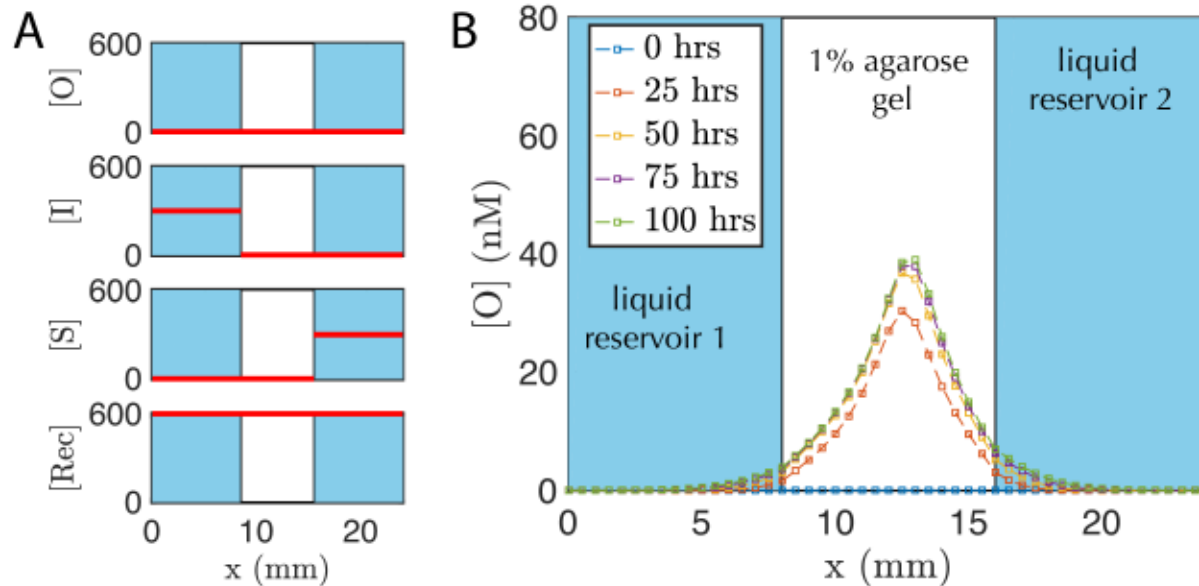 A
600
[O]
0
600
[I]
0
600
[S]
0
600
[Rec]
0
0
10
20
x (mm)
B
80
60
40
20
0
[O] (nM)
0 hrs
25 hrs
50 hrs
75 hrs
100 hrs
1% agarose
gel
liquid
reservoir 2
liquid
reservoir 1
0
5
10
15
20
x (mm)